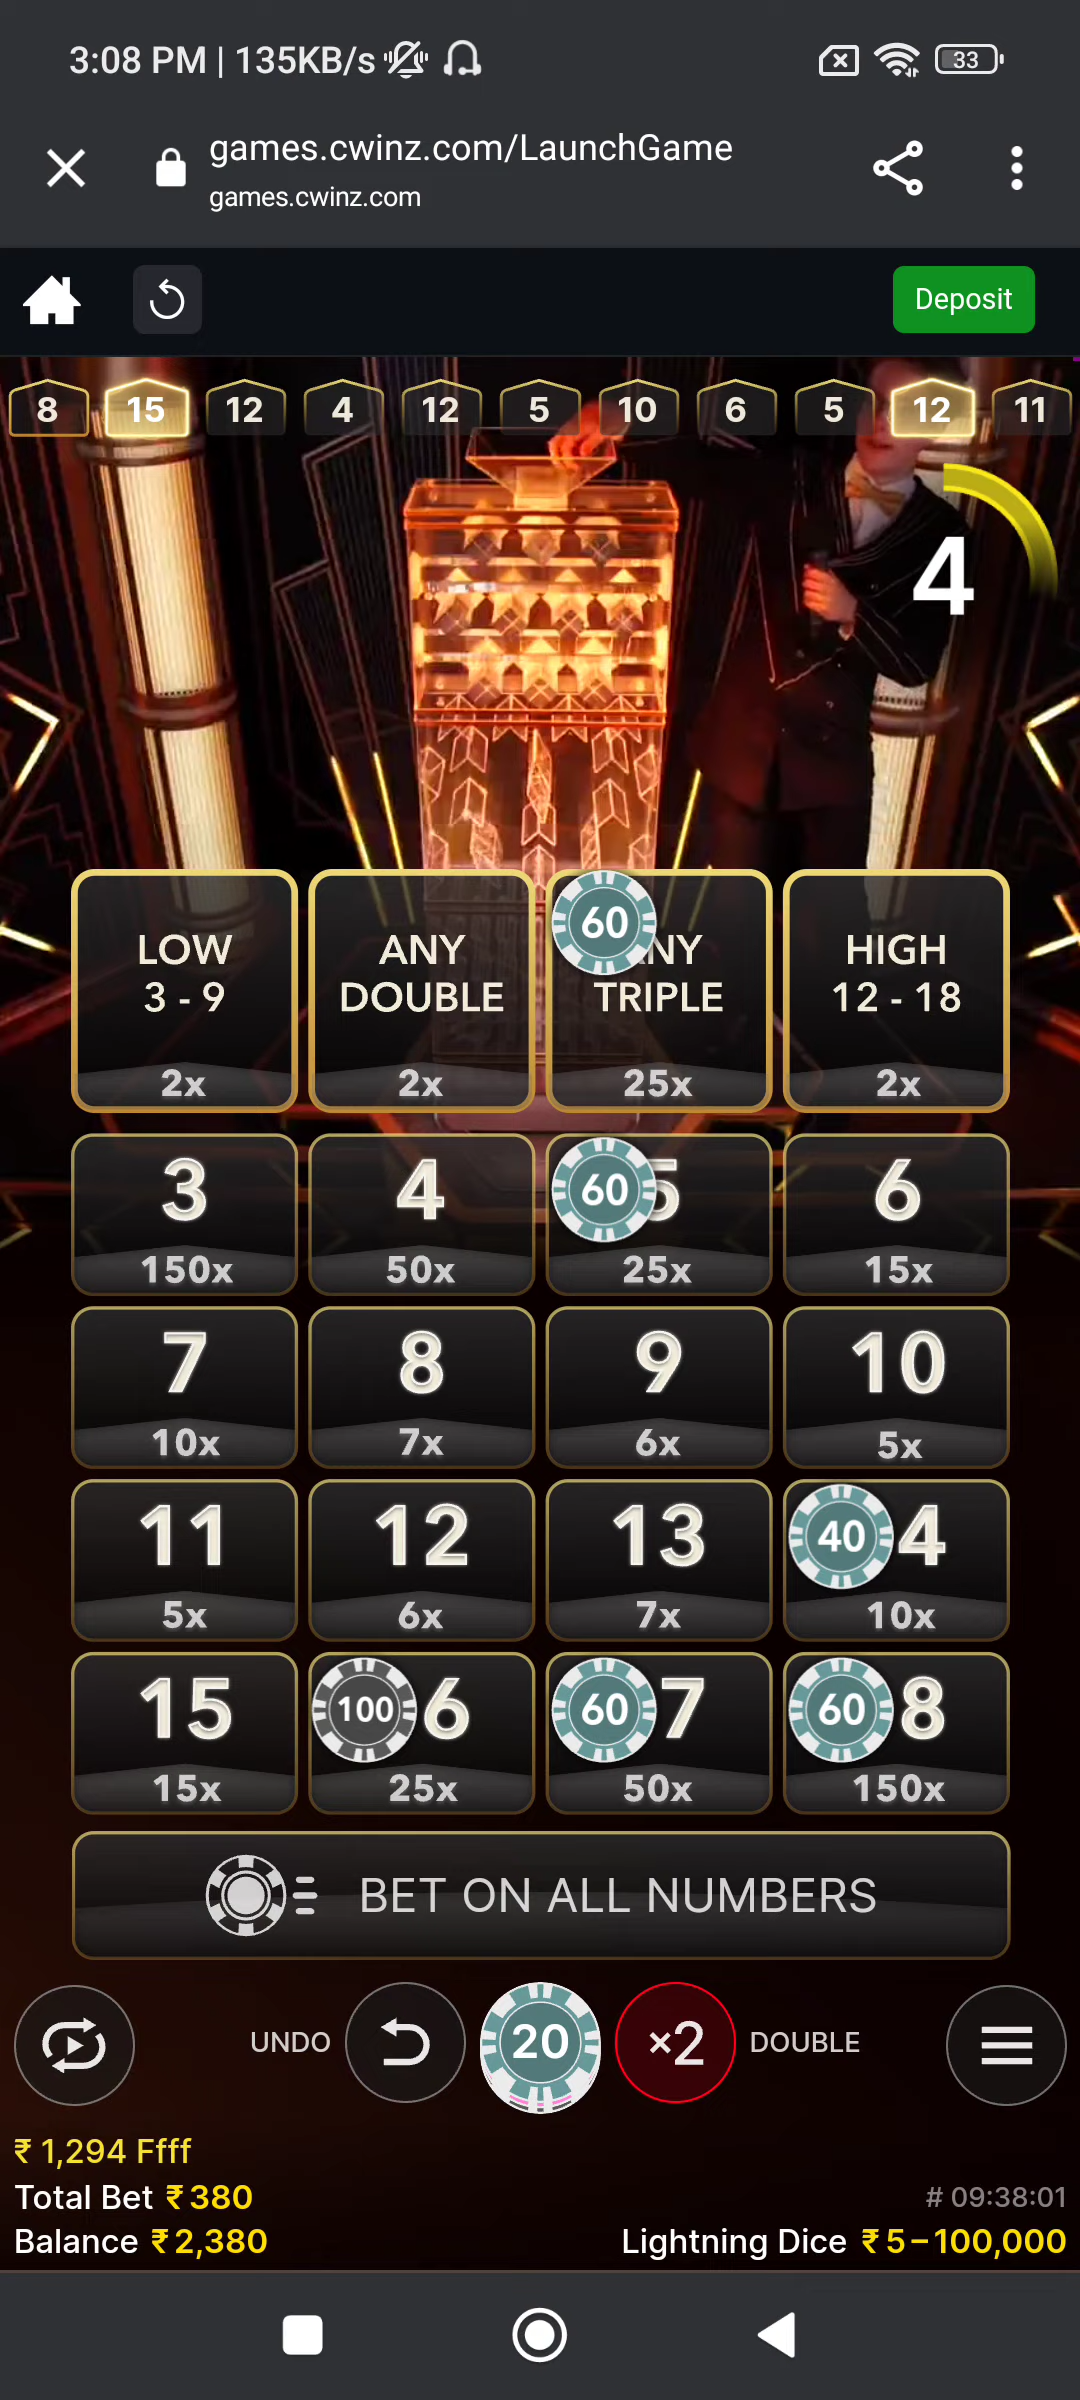 3:08 PM | 135KB/s
33
games.cwinz.com/LaunchGame
games.cwinz.com
Deposit
8 15 12 4 12 5 10 6 5 12 11
4
LOW
3 - 9
2x
ANY
DOUBLE
2x
60
NY
TRIPLE
25x
HIGH
12 - 18
2x
3
150x
4
50x
60 5
25x
6
15x
7
10x
8
7x
9
6x
10
5x
11
5x
12
6x
13
7x
40 4
10x
15
15x
100 6
25x
60 7
50x
60 8
150x
BET ON ALL NUMBERS
UNDO
20
×2
DOUBLE
₹ 1,294 Ffff
Total Bet ₹ 380
# 09:38:01
Balance ₹ 2,380
Lightning Dice ₹ 5 – 100,000